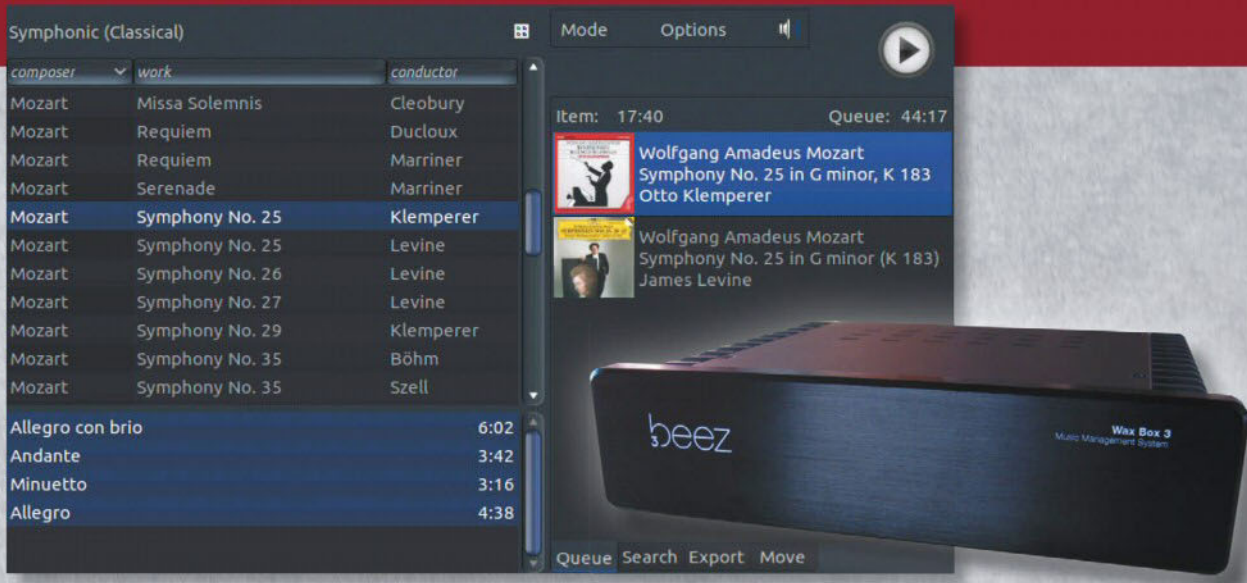 Symphonic (Classical)
composer work conductor
Mozart Missa Solemnis Cleobury
Mozart Requiem Ducloux
Mozart Requiem Marriner
Mozart Serenade Marriner
Mozart Symphony No. 25 Klemperer
Mozart Symphony No. 25 Levine
Mozart Symphony No. 26 Levine
Mozart Symphony No. 27 Levine
Mozart Symphony No. 29 Klemperer
Mozart Symphony No. 35 Böhm
Mozart Symphony No. 35 Szell
Allegro con brio 6:02
Andante 3:42
Minuetto 3:16
Allegro 4:38
Mode Options
Item: 17:40 Queue: 44:17
Wolfgang Amadeus Mozart
Symphony No. 25 in G minor, K 183
Otto Klemperer
Wolfgang Amadeus Mozart
Symphony No. 25 in G minor (K 183)
James Levine
Queue Search Export Move
3beez
Wax Box 3
Music Management System